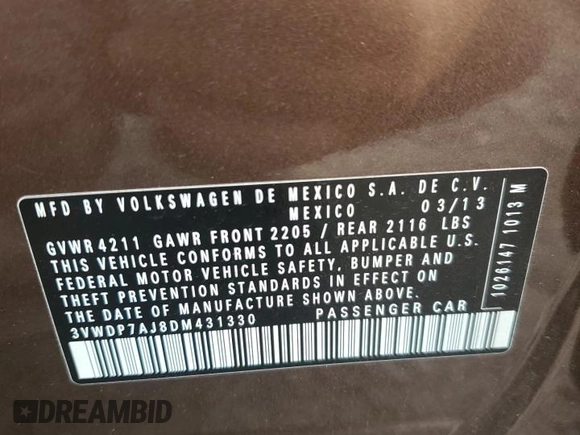 MFD BY VOLKSWAGEN DE MEXICO S.A. DE C.V.
MEXICO 03/13
GVWR 4211 GAWR FRONT 2205 / REAR 2116 LBS
THIS VEHICLE CONFORMS TO ALL APPLICABLE U.S.
FEDERAL MOTOR VEHICLE SAFETY, BUMPER AND
THEFT PREVENTION STANDARDS IN EFFECT ON
THE DATE OF MANUFACTURE SHOWN ABOVE.
3VWDP7AJ8DM431330 PASSENGER CAR
1026147 1013 M
DREAMBID